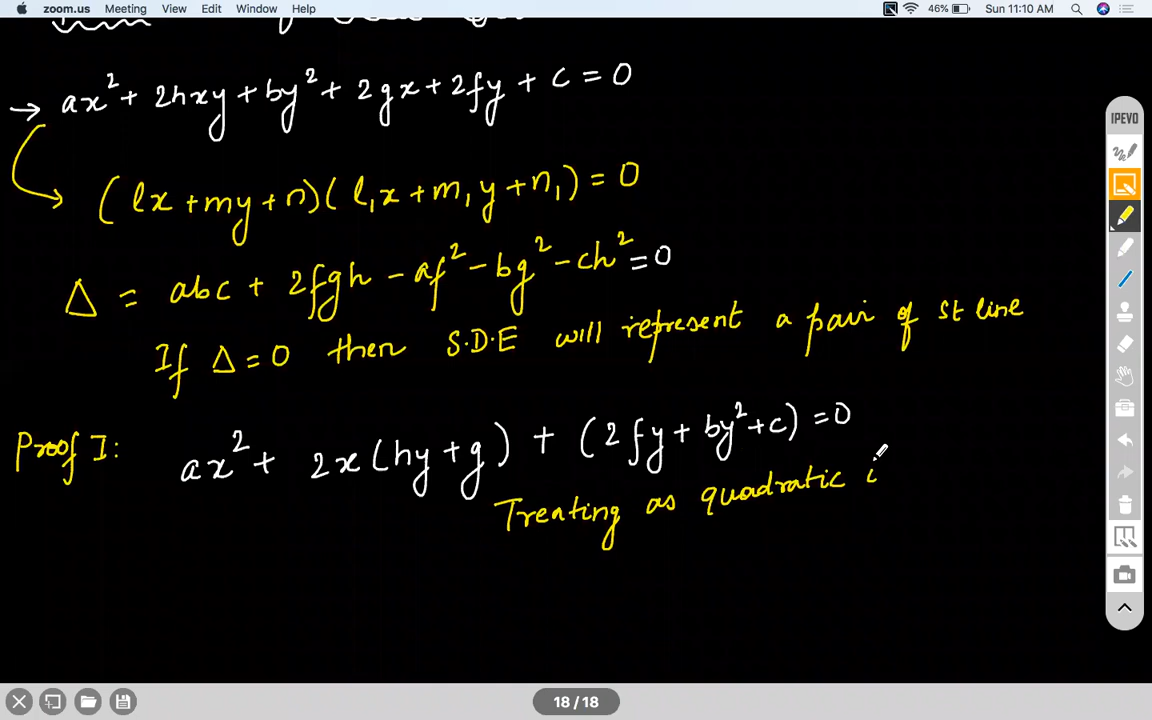 zoom.us Meeting View Edit Window Help 46% Sun 11:10 AM
→ ax² + 2hxy + by² + 2gx + 2fy + c = 0
(lx + my + n)(l₁x + m₁y + n₁) = 0
Δ = abc + 2fgh - af² - bg² - ch² = 0
If Δ = 0 then S.D.E will represent a pair of st line
Proof I: ax² + 2x(hy + g) + (2fy + by² + c) = 0
Treating as quadratic i
IPEVO
18 / 18